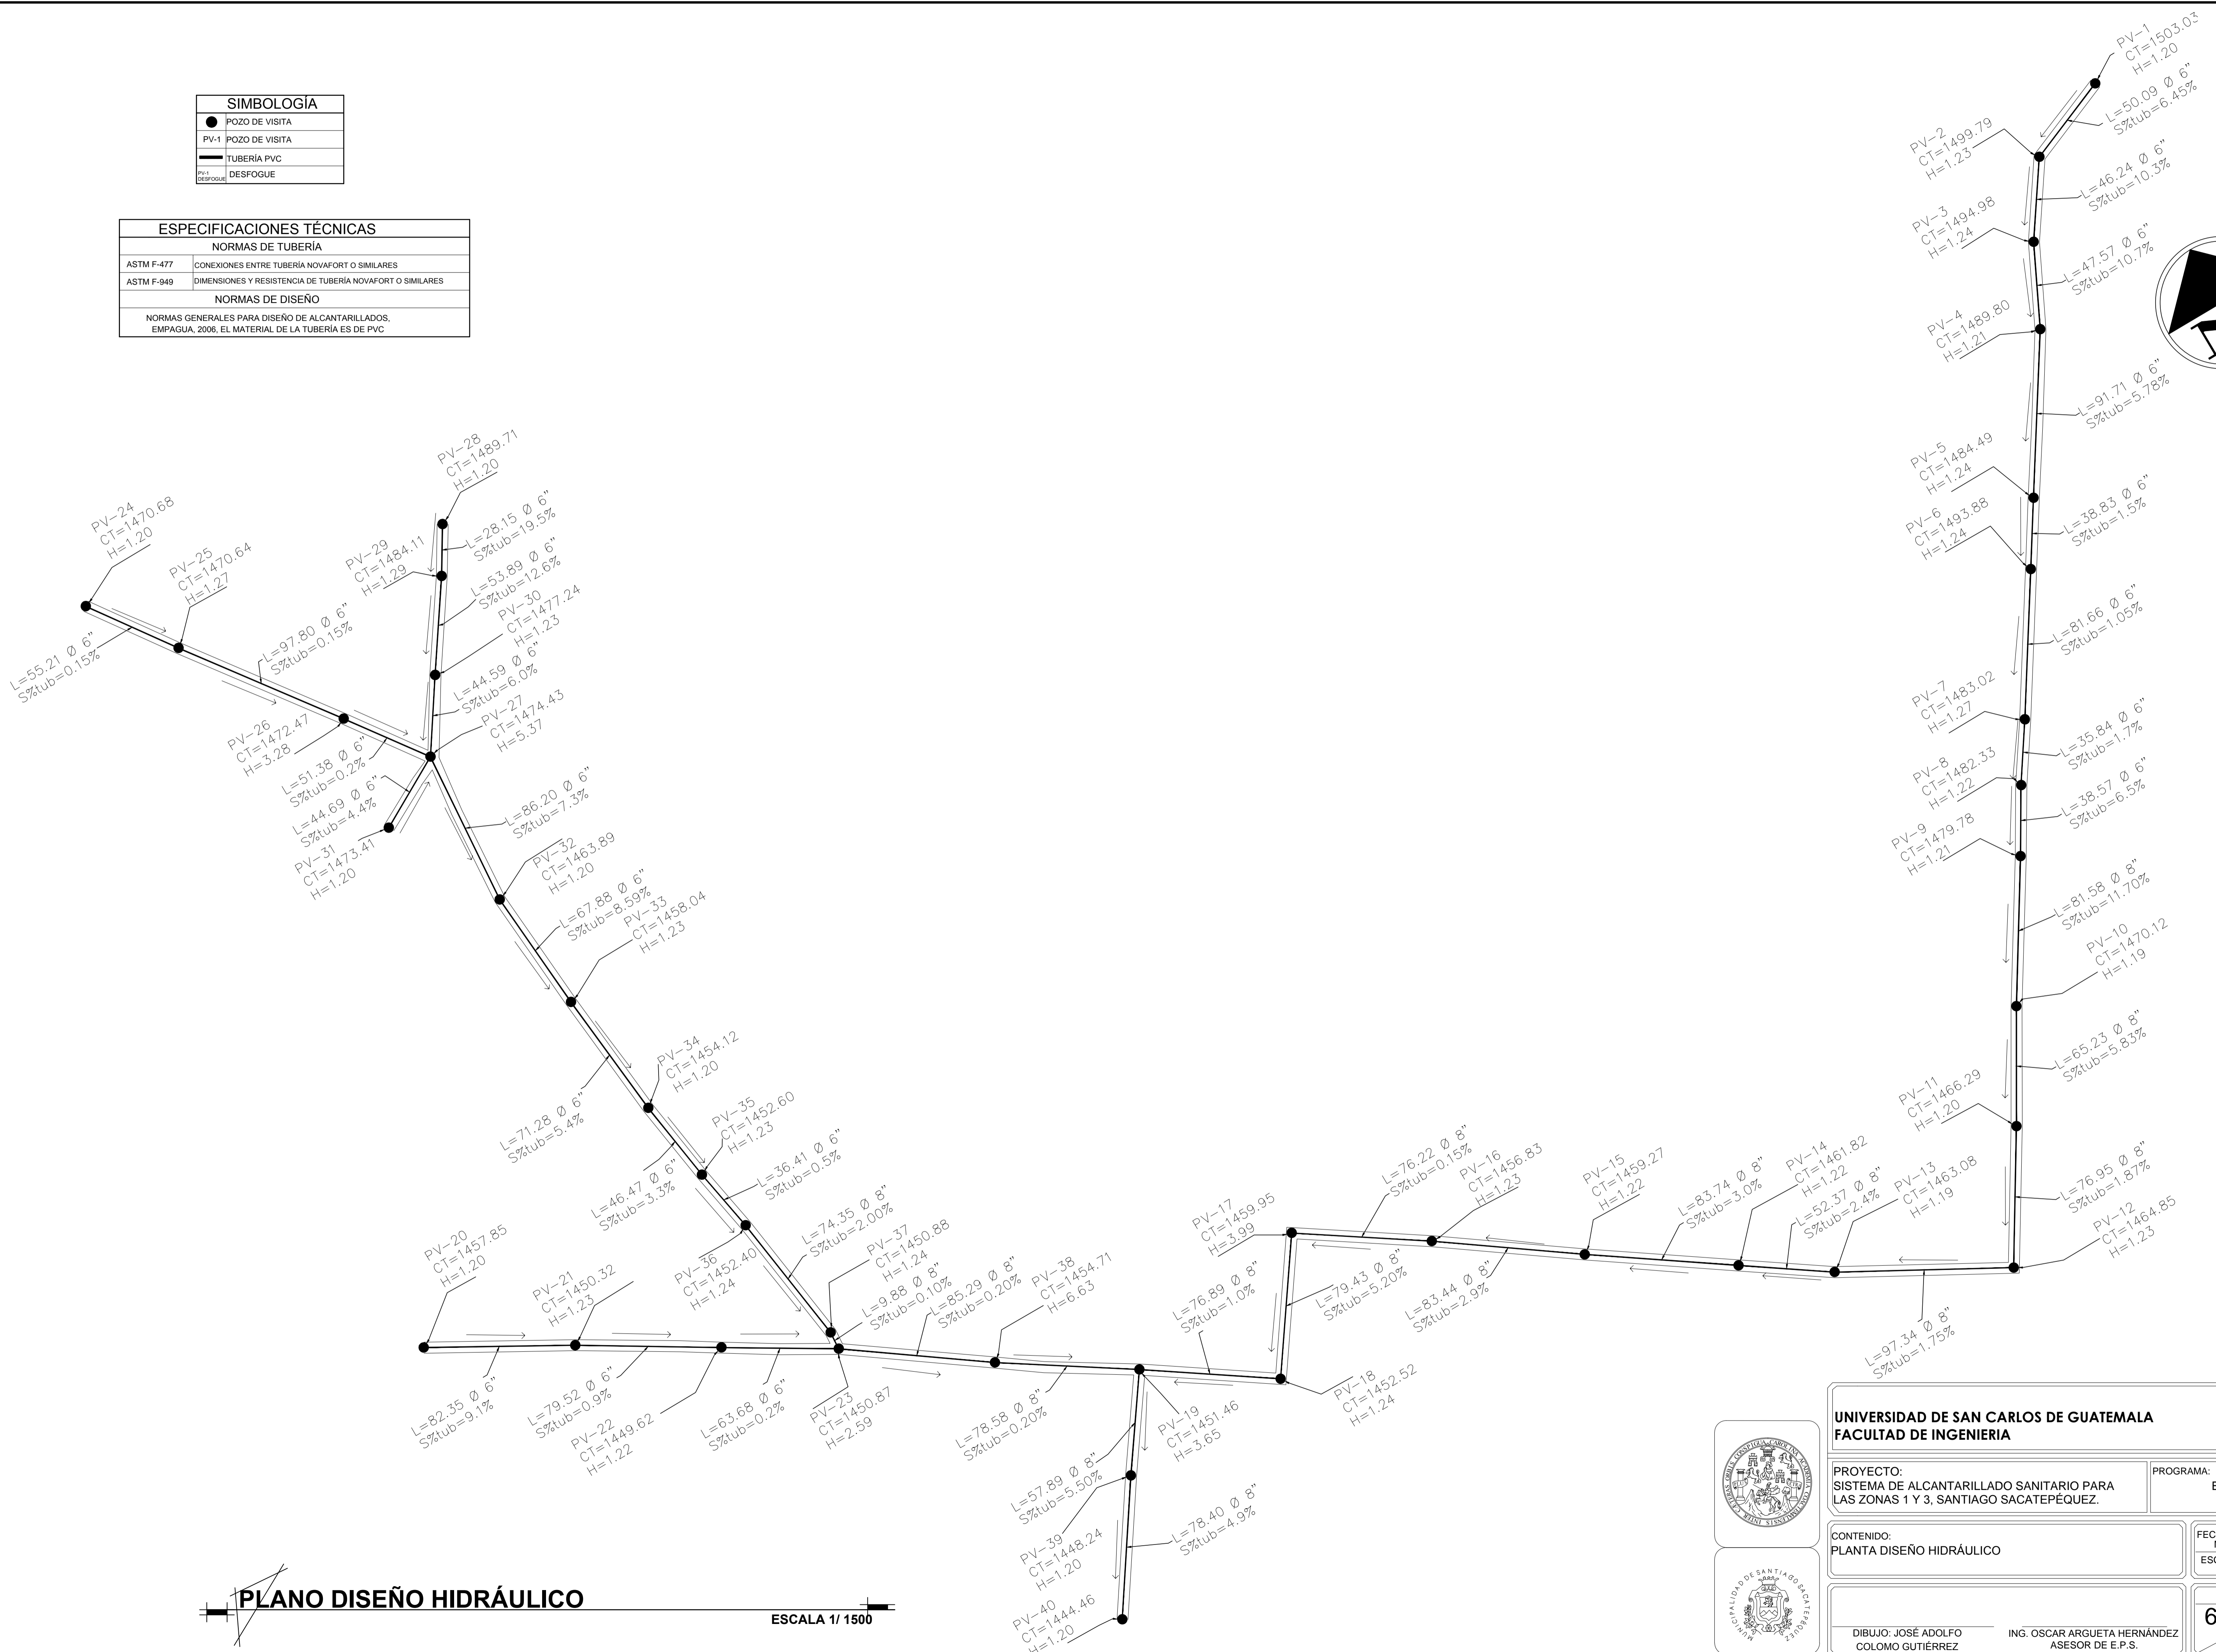 SIMBOLOGÍA
POZO DE VISITA
PV-1 POZO DE VISITA
TUBERÍA PVC
PV-1
DESFOGUE
DESFOGUE
ESPECIFICACIONES TÉCNICAS
NORMAS DE TUBERÍA
ASTM F-477 CONEXIONES ENTRE TUBERÍA NOVAFORT O SIMILARES
ASTM F-949 DIMENSIONES Y RESISTENCIA DE TUBERÍA NOVAFORT O SIMILARES
NORMAS DE DISEÑO
NORMAS GENERALES PARA DISEÑO DE ALCANTARILLADOS,
EMPAGUA, 2006, EL MATERIAL DE LA TUBERÍA ES DE PVC
PV-1
CT=1503.03
H=1.20
L=50.09 Ø 6"
S%tub=6.45%
PV-2
CT=1499.79
H=1.23
L=46.24 Ø 6"
S%tub=10.3%
PV-3
CT=1494.98
H=1.24
L=47.57 Ø 6"
S%tub=10.7%
PV-4
CT=1489.80
H=1.21
L=91.71 Ø 6"
S%tub=5.78%
PV-5
CT=1484.49
H=1.24
L=38.83 Ø 6"
S%tub=1.5%
PV-6
CT=1493.88
H=1.24
L=81.66 Ø 6"
S%tub=1.05%
PV-7
CT=1483.02
H=1.27
L=35.84 Ø 6"
S%tub=1.7%
PV-8
CT=1482.33
H=1.22
L=38.57 Ø 6"
S%tub=6.5%
PV-9
CT=1479.78
H=1.21
L=81.58 Ø 8"
S%tub=11.70%
PV-10
CT=1470.12
H=1.19
L=65.23 Ø 8"
S%tub=5.83%
PV-11
CT=1466.29
H=1.20
L=76.95 Ø 8"
S%tub=1.87%
PV-12
CT=1464.85
H=1.23
L=97.34 Ø 8"
S%tub=1.75%
PV-13
CT=1463.08
H=1.19
L=52.37 Ø 8"
S%tub=2.4%
PV-14
CT=1461.82
H=1.22
L=83.74 Ø 8"
S%tub=3.0%
PV-15
CT=1459.27
H=1.22
L=83.44 Ø 8"
S%tub=2.9%
PV-16
CT=1456.83
H=1.23
L=76.22 Ø 8"
S%tub=0.15%
PV-17
CT=1459.95
H=3.99
L=79.43 Ø 8"
S%tub=5.20%
PV-18
CT=1452.52
H=1.24
L=76.89 Ø 8"
S%tub=1.0%
PV-19
CT=1451.46
H=3.65
PV-24
CT=1470.68
H=1.20
L=55.21 Ø 6"
S%tub=0.15%
PV-25
CT=1470.64
H=1.27
L=97.80 Ø 6"
S%tub=0.15%
PV-26
CT=1472.47
H=3.28
L=51.38 Ø 6"
S%tub=0.2%
PV-28
CT=1489.71
H=1.20
L=28.15 Ø 6"
S%tub=19.5%
PV-29
CT=1484.11
H=1.29
L=53.89 Ø 6"
S%tub=12.6%
PV-30
CT=1477.24
H=1.23
L=44.59 Ø 6"
S%tub=6.0%
PV-27
CT=1474.43
H=5.37
L=44.69 Ø 6"
S%tub=4.4%
PV-31
CT=1473.41
H=1.20
L=86.20 Ø 6"
S%tub=7.3%
PV-32
CT=1463.89
H=1.20
L=67.88 Ø 6"
S%tub=8.59%
PV-33
CT=1458.04
H=1.23
L=71.28 Ø 6"
S%tub=5.4%
PV-34
CT=1454.12
H=1.20
L=46.47 Ø 6"
S%tub=3.3%
PV-35
CT=1452.60
H=1.23
L=36.41 Ø 6"
S%tub=0.5%
PV-36
CT=1452.40
H=1.24
L=74.35 Ø 8"
S%tub=2.00%
PV-37
CT=1450.88
H=1.24
L=9.88 Ø 8"
S%tub=0.10%
PV-20
CT=1457.85
H=1.20
L=82.35 Ø 6"
S%tub=9.1%
PV-21
CT=1450.32
H=1.23
L=79.52 Ø 6"
S%tub=0.9%
PV-22
CT=1449.62
H=1.22
L=63.68 Ø 6"
S%tub=0.2%
PV-23
CT=1450.87
H=2.59
L=85.29 Ø 8"
S%tub=0.20%
PV-38
CT=1454.71
H=6.63
L=78.58 Ø 8"
S%tub=0.20%
L=57.89 Ø 8"
S%tub=5.50%
PV-39
CT=1448.24
H=1.20
L=78.40 Ø 8"
S%tub=4.9%
PV-40
CT=1444.46
H=1.20
PLANO DISEÑO HIDRÁULICO
ESCALA 1/ 1500
UNIVERSIDAD DE SAN CARLOS DE GUATEMALA
FACULTAD DE INGENIERIA
PROYECTO:
SISTEMA DE ALCANTARILLADO SANITARIO PARA
LAS ZONAS 1 Y 3, SANTIAGO SACATEPÉQUEZ.
PROGRAMA:
CONTENIDO:
PLANTA DISEÑO HIDRÁULICO
DIBUJO: JOSÉ ADOLFO
COLOMO GUTIÉRREZ
ING. OSCAR ARGUETA HERNÁNDEZ
ASESOR DE E.P.S.
6
MUNICIPALIDAD DE SANTIAGO SACATEPÉQUEZ